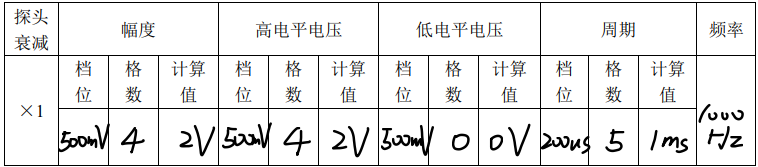 探头衰减 幅度 高电平电压 低电平电压 周期 频率
×1 档位 格数 计算值 档位 格数 计算值 档位 格数 计算值 档位 格数 计算值 1000Hz
500mV 4 2V 500mV 4 2V 500mV 0 0V 200us 5 1ms